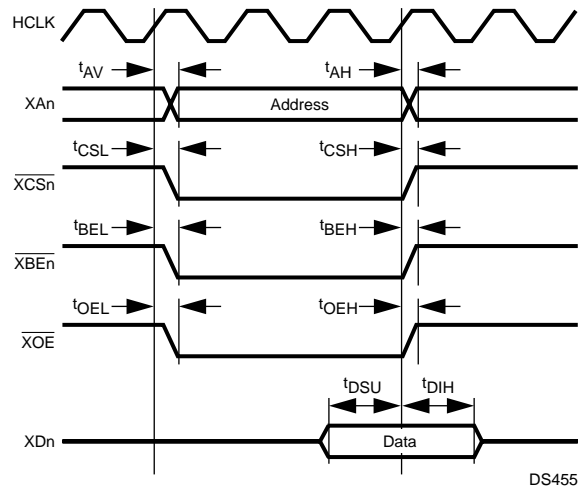 HCLK
tAV tAH
XAn Address
tCSL tCSH
XCSn
tBEL tBEH
XBEn
tOEL tOEH
XOE
tDSU tDIH
XDn Data
DS455